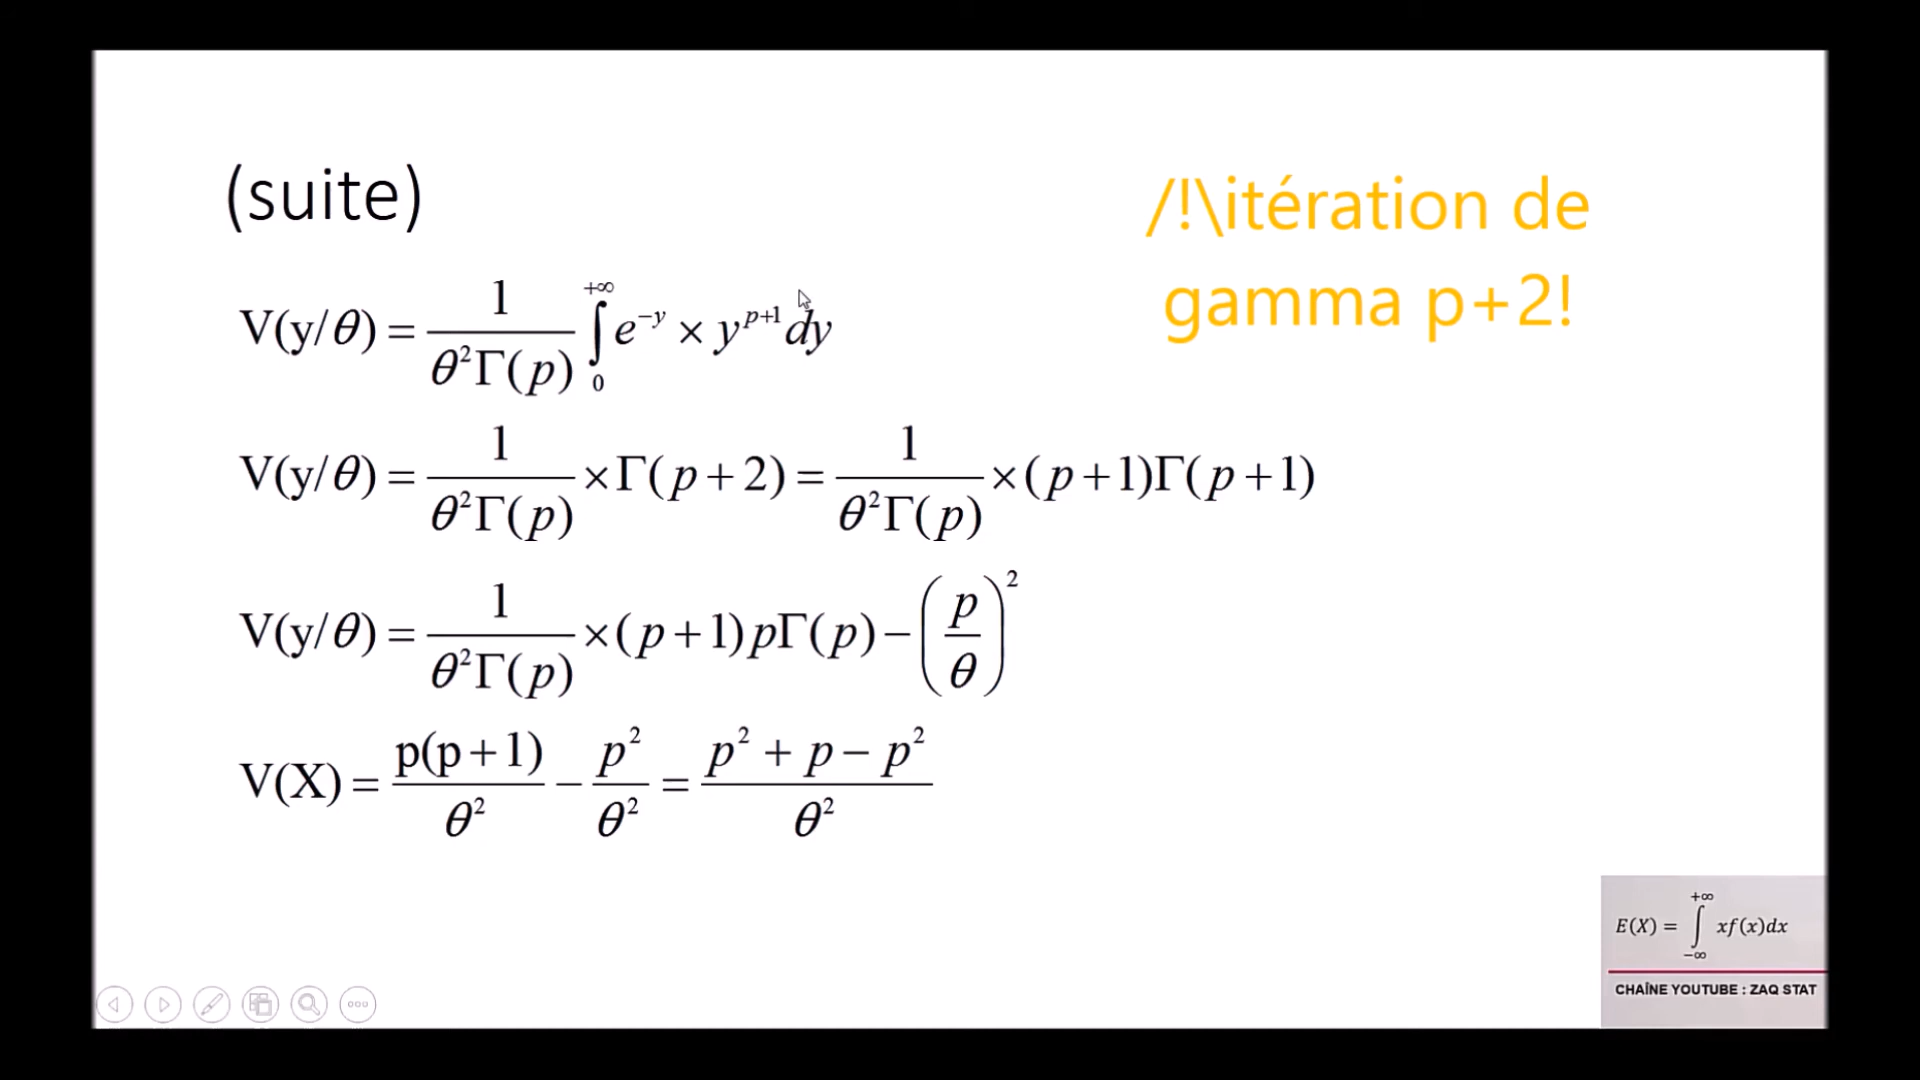 (suite)
/!\itération de
gamma p+2!
V(y/θ) = 1/(θ²Γ(p)) ∫₀^{+∞} e^{−y} × y^{p+1} dy
V(y/θ) = 1/(θ²Γ(p)) × Γ(p+2) = 1/(θ²Γ(p)) × (p+1)Γ(p+1)
V(y/θ) = 1/(θ²Γ(p)) × (p+1)pΓ(p) − (p/θ)²
V(X) = p(p+1)/θ² − p²/θ² = (p² + p − p²)/θ²
E(X) = ∫_{−∞}^{+∞} xf(x)dx
CHAÎNE YOUTUBE : ZAQ STAT